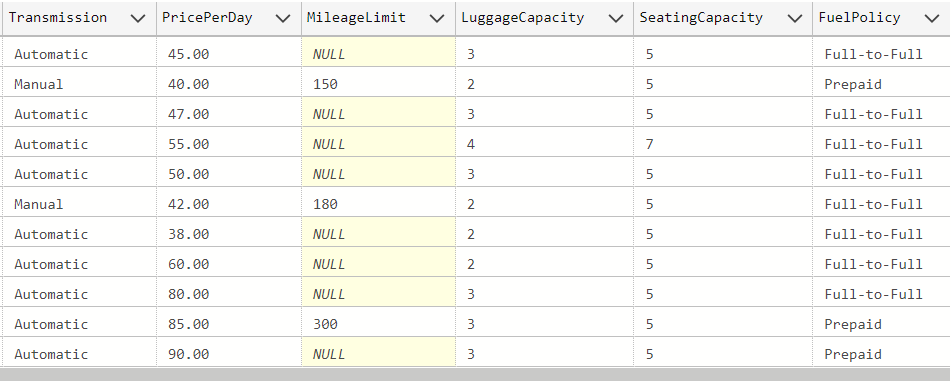 Transmission PricePerDay MileageLimit LuggageCapacity SeatingCapacity FuelPolicy
Automatic 45.00 NULL 3 5 Full-to-Full
Manual 40.00 150 2 5 Prepaid
Automatic 47.00 NULL 3 5 Full-to-Full
Automatic 55.00 NULL 4 7 Full-to-Full
Automatic 50.00 NULL 3 5 Full-to-Full
Manual 42.00 180 2 5 Full-to-Full
Automatic 38.00 NULL 2 5 Full-to-Full
Automatic 60.00 NULL 2 5 Full-to-Full
Automatic 80.00 NULL 3 5 Full-to-Full
Automatic 85.00 300 3 5 Prepaid
Automatic 90.00 NULL 3 5 Prepaid